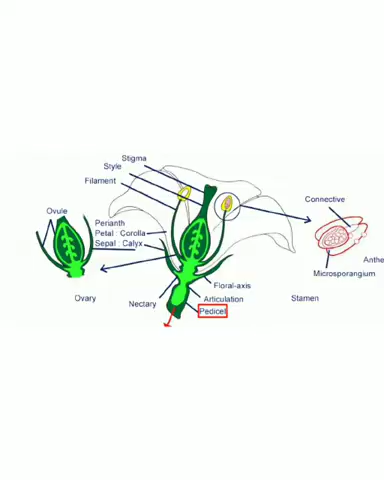 Stigma
Style
Filament
Connective
Ovule
Perianth
Petal : Corolla
Sepal : Calyx
Anthe
Microsporangium
Floral-axis
Ovary
Nectary
Articulation
Stamen
Pedicel